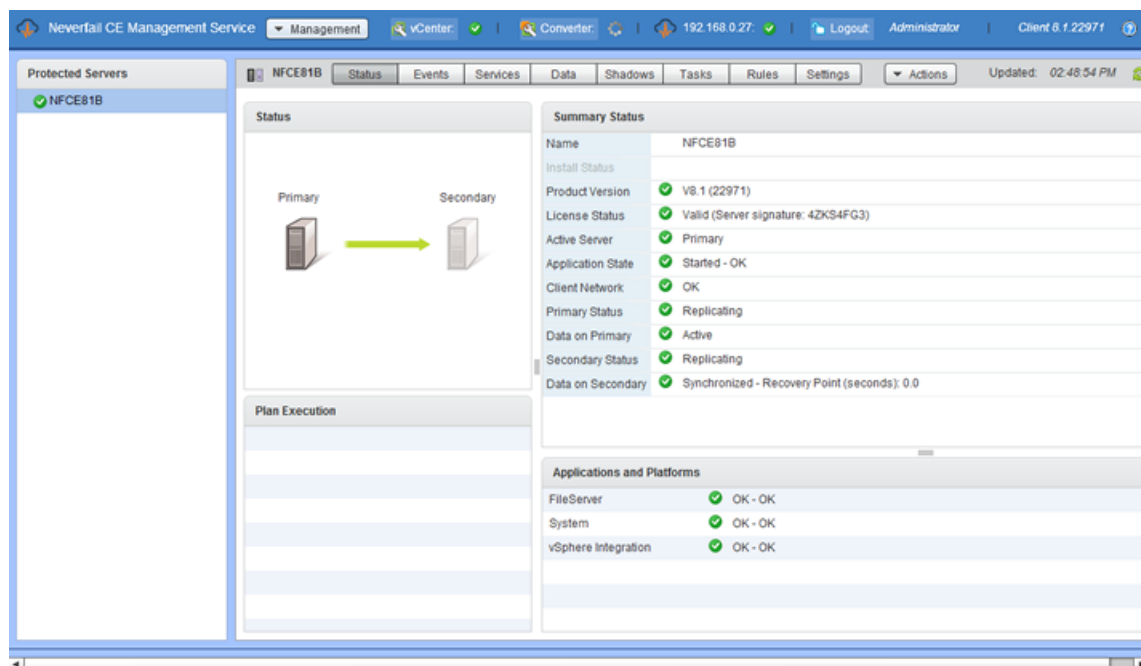 Neverfail CE Management Service Management vCenter: Converter: 192.168.0.27: Logout Administrator Client 8.1.22971
Protected Servers
NFCE81B
NFCE81B Status Events Services Data Shadows Tasks Rules Settings Actions Updated: 02:48:54 PM
Status
Primary
Secondary
Plan Execution
Summary Status
Name NFCE81B
Install Status
Product Version V8.1 (22971)
License Status Valid (Server signature: 4ZKS4FG3)
Active Server Primary
Application State Started - OK
Client Network OK
Primary Status Replicating
Data on Primary Active
Secondary Status Replicating
Data on Secondary Synchronized - Recovery Point (seconds): 0.0
Applications and Platforms
FileServer OK - OK
System OK - OK
vSphere Integration OK - OK